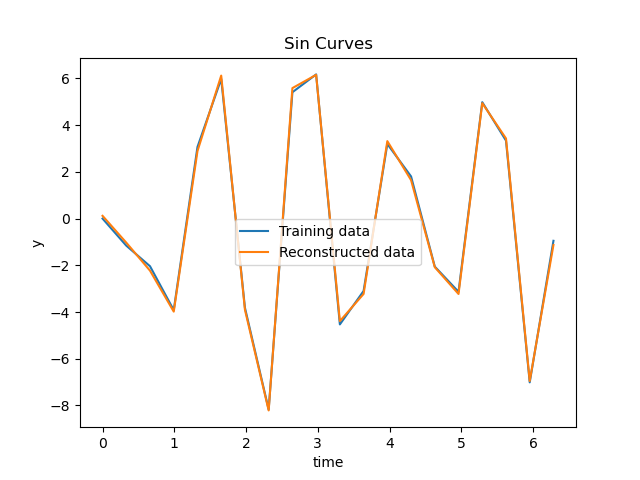 Sin Curves
y
6
4
2
0
−2
−4
−6
−8
Training data
Reconstructed data
0 1 2 3 4 5 6
time